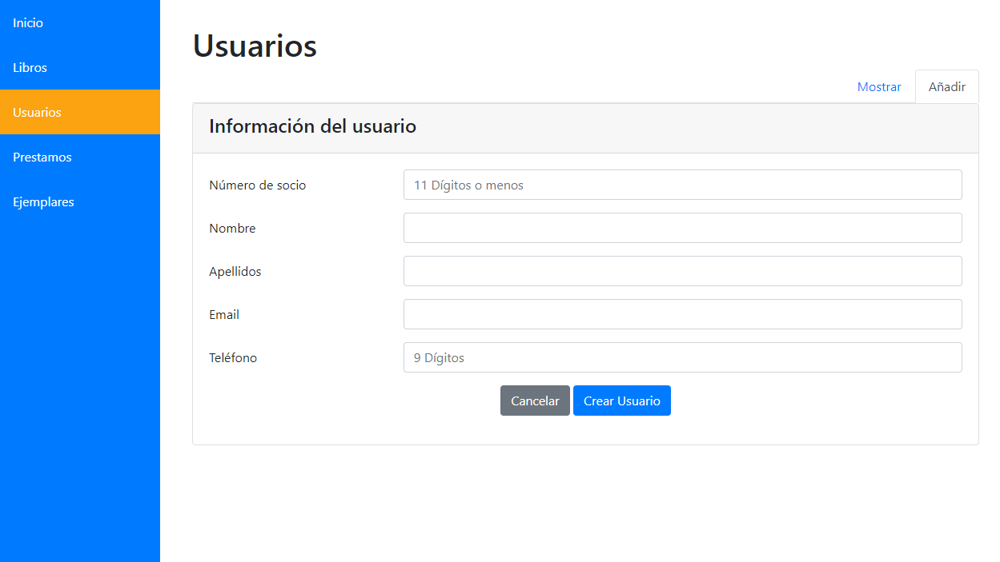 Inicio
Libros
Usuarios
Prestamos
Ejemplares
Usuarios
Mostrar
Añadir
Información del usuario
Número de socio
11 Dígitos o menos
Nombre
Apellidos
Email
Teléfono
9 Dígitos
Cancelar
Crear Usuario